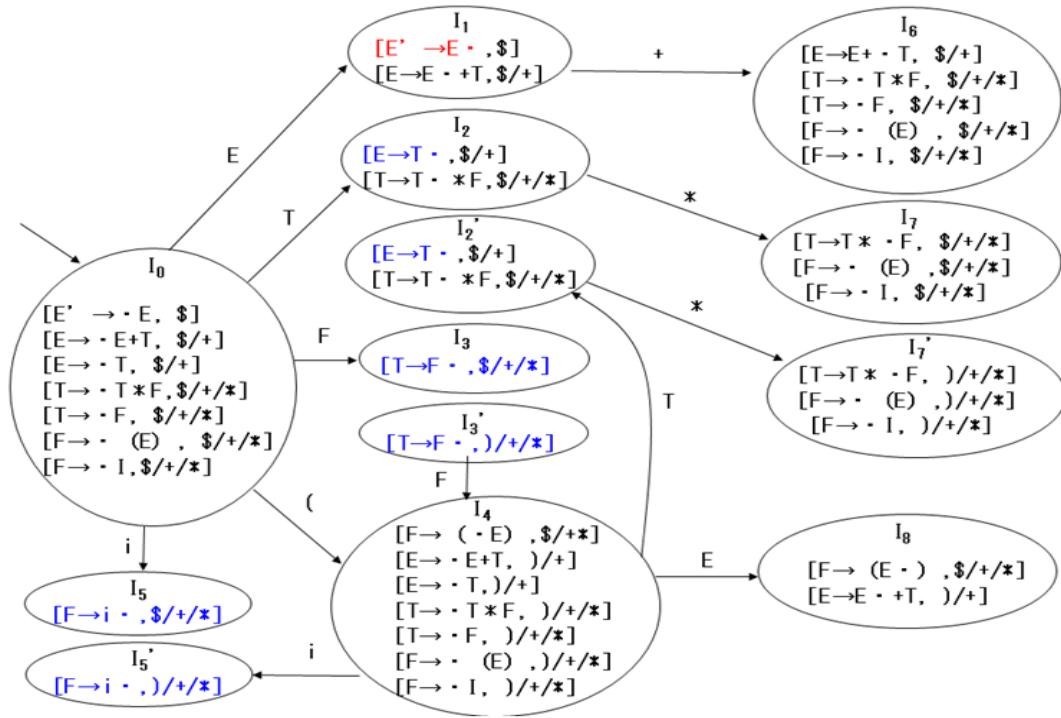 I1
[E' →E·,$]
[E→E·+T,$/+]
+
I6
[E→E+·T, $/+]
[T→·T*F, $/+/*]
[T→·F, $/+/*]
[F→· (E) , $/+/*]
[F→·I, $/+/*]
E
I2
[E→T·,$/+]
[T→T·*F,$/+/*]
*
T
I2'
[E→T·,$/+]
[T→T·*F,$/+/*]
*
I7
[T→T*·F, $/+/*]
[F→· (E) ,$/+/*]
[F→·I, $/+/*]
I0
[E' →·E, $]
[E→·E+T, $/+]
[E→·T, $/+]
[T→·T*F,$/+/*]
[T→·F, $/+/*]
[F→· (E) , $/+/*]
[F→·I,$/+/*]
F
I3
[T→F·,$/+/*]
I7'
[T→T*·F, )/+/*]
[F→· (E) ,)/+/*]
[F→·I, )/+/*]
T
I3'
[T→F·,)/+/*]
F
(
I4
[F→ (·E) ,$/+*]
[E→·E+T, )/+]
[E→·T,)/+]
[T→·T*F, )/+/*]
[T→·F, )/+/*]
[F→· (E) ,)/+/*]
[F→·I, )/+/*]
E
I8
[F→ (E·) ,$/+/*]
[E→E·+T, )/+]
i
I5
[F→i·,$/+/*]
i
I5'
[F→i·,)/+/*]